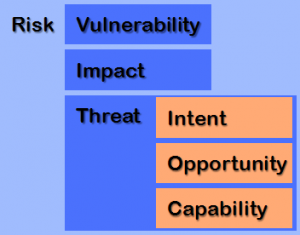 Risk Vulnerability
Impact
Threat Intent
Opportunity
Capability